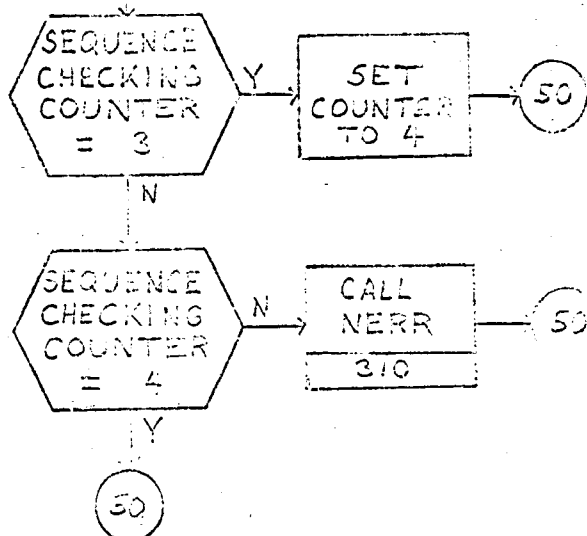 SEQUENCE
CHECKING
COUNTER
= 3
Y
SET
COUNTER
TO 4
50
N
SEQUENCE
CHECKING
COUNTER
= 4
N
CALL
NERR
310
50
Y
50